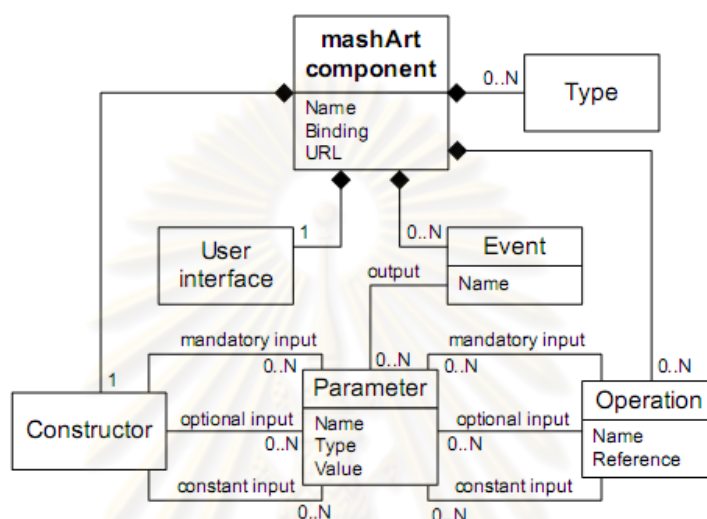 mashArt
component
Name
Binding
URL
0..N
Type
User
interface
1
0..N
Event
Name
output
mandatory input
0..N
0..N
mandatory input
0..N
0..N
1
Constructor
optional input
0..N
Parameter
Name
Type
Value
optional input
0..N
Operation
Name
Reference
constant input
0..N
constant input
0..N